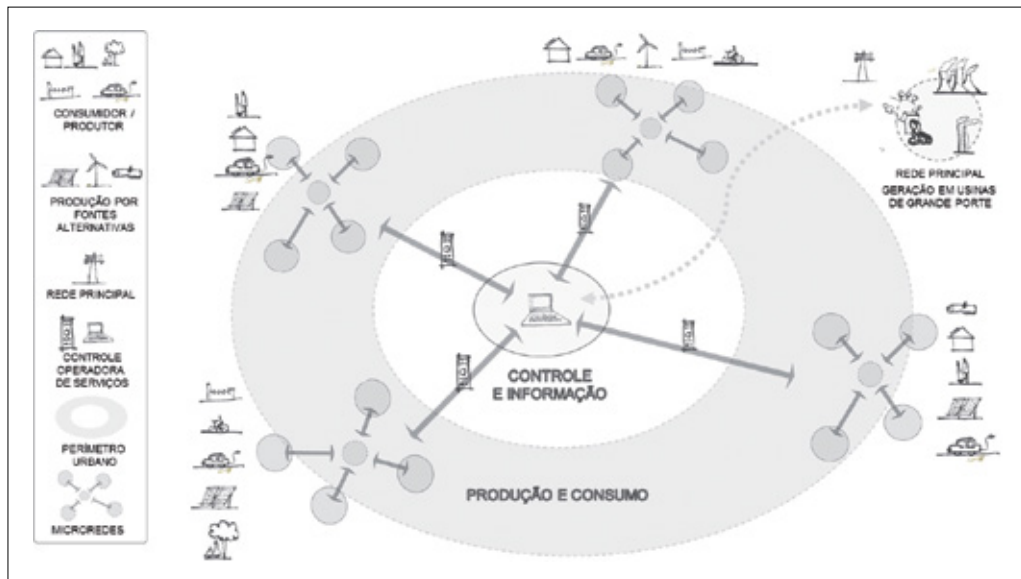 CONSUMIDOR /
PRODUTOR
PRODUÇÃO POR
FONTES
ALTERNATIVAS
REDE PRINCIPAL
CONTROLE
OPERADORA
DE SERVIÇOS
PERÍMETRO
URBANO
MICROREDES
REDE PRINCIPAL
GERAÇÃO EM USINAS
DE GRANDE PORTE
CONTROLE
E INFORMAÇÃO
PRODUÇÃO E CONSUMO